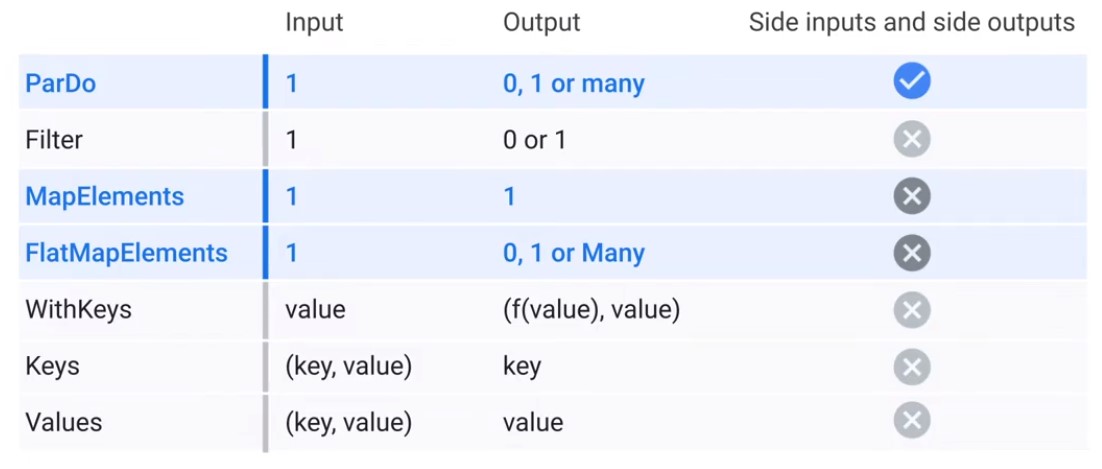 Input Output Side inputs and side outputs
ParDo 1 0, 1 or many
Filter 1 0 or 1
MapElements 1 1
FlatMapElements 1 0, 1 or Many
WithKeys value (f(value), value)
Keys (key, value) key
Values (key, value) value